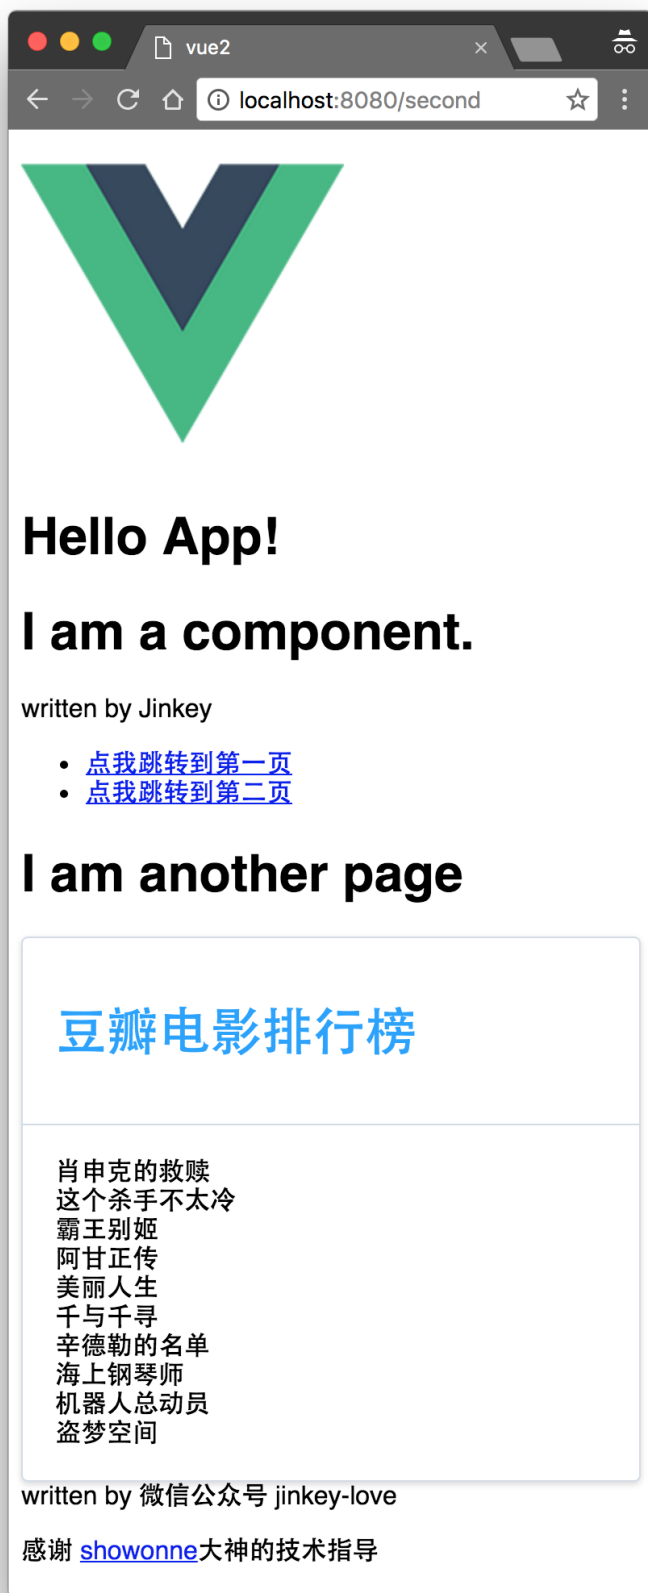 vue2
localhost:8080/second
Hello App!
I am a component.
written by Jinkey
点我跳转到第一页
点我跳转到第二页
I am another page
豆瓣电影排行榜
肖申克的救赎
这个杀手不太冷
霸王别姬
阿甘正传
美丽人生
千与千寻
辛德勒的名单
海上钢琴师
机器人总动员
盗梦空间
written by 微信公众号 jinkey-love
感谢 showonne大神的技术指导